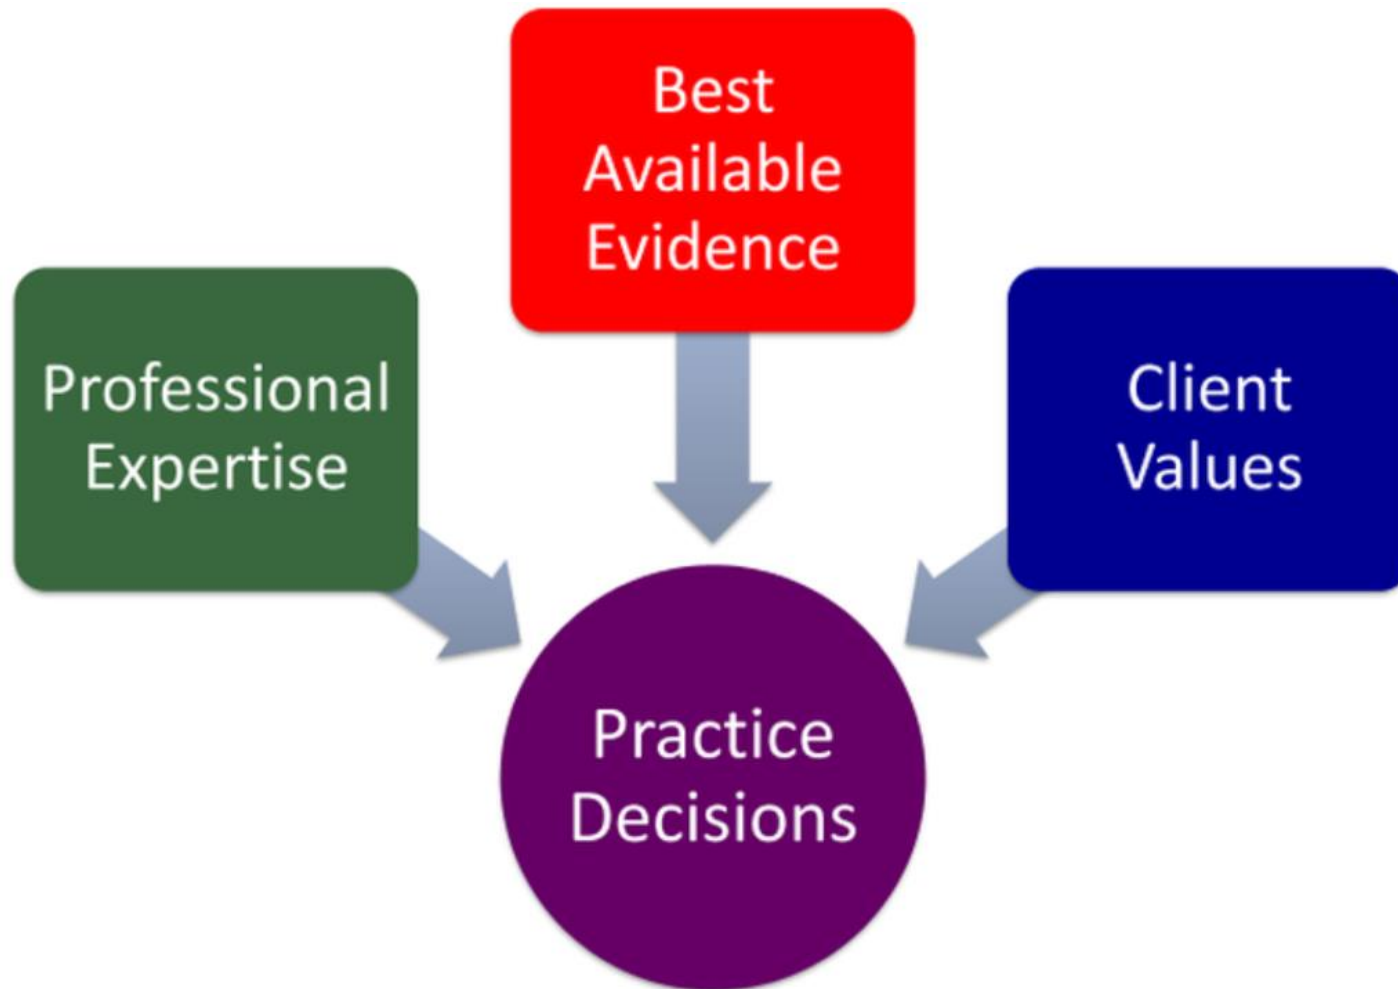 Best
Available
Evidence
Professional
Expertise
Client
Values
Practice
Decisions